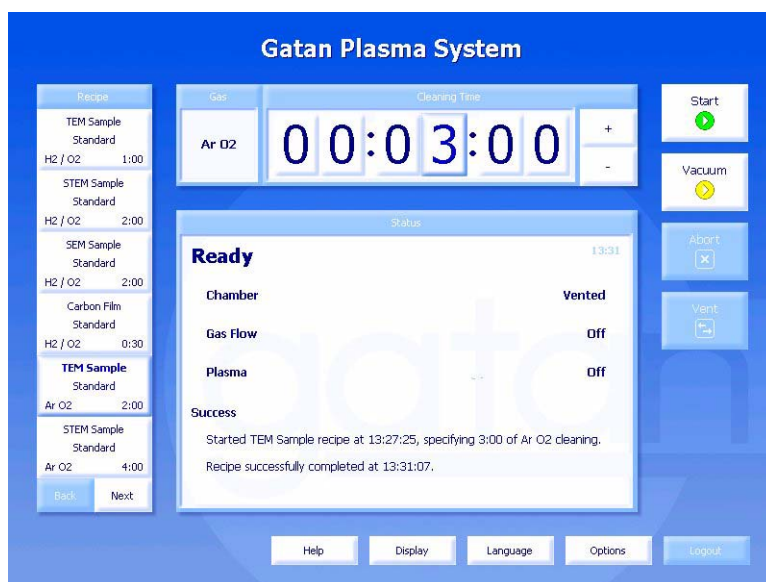 Gatan Plasma System
Recipe
TEM Sample
Standard
H2 / O2 1:00
STEM Sample
Standard
H2 / O2 2:00
SEM Sample
Standard
H2 / O2 2:00
Carbon Film
Standard
H2 / O2 0:30
TEM Sample
Standard
Ar O2 2:00
STEM Sample
Standard
Ar O2 4:00
Back Next
Gas
Ar O2
Cleaning Time
00:03:00
+
-
Status
Ready 13:31
Chamber Vented
Gas Flow Off
Plasma Off
Success
Started TEM Sample recipe at 13:27:25, specifying 3:00 of Ar O2 cleaning.
Recipe successfully completed at 13:31:07.
Start
Vacuum
Abort
Vent
gatan
Help Display Language Options Logout